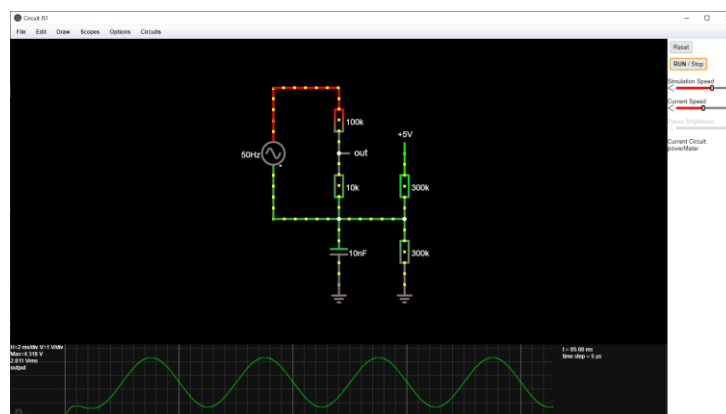 Circuit JS1
File Edit Draw Scopes Options Circuits
Reset
RUN / Stop
Simulation Speed
Current Speed
Power Brightness
Current Circuit:
powerMeter
100k
+5V
50Hz
out
10k
300k
10nF
300k
H=2 ms/div V=1 V/div
Max=4.318 V
2.811 Vrms
output
t = 85.68 ms
time step = 5 µs